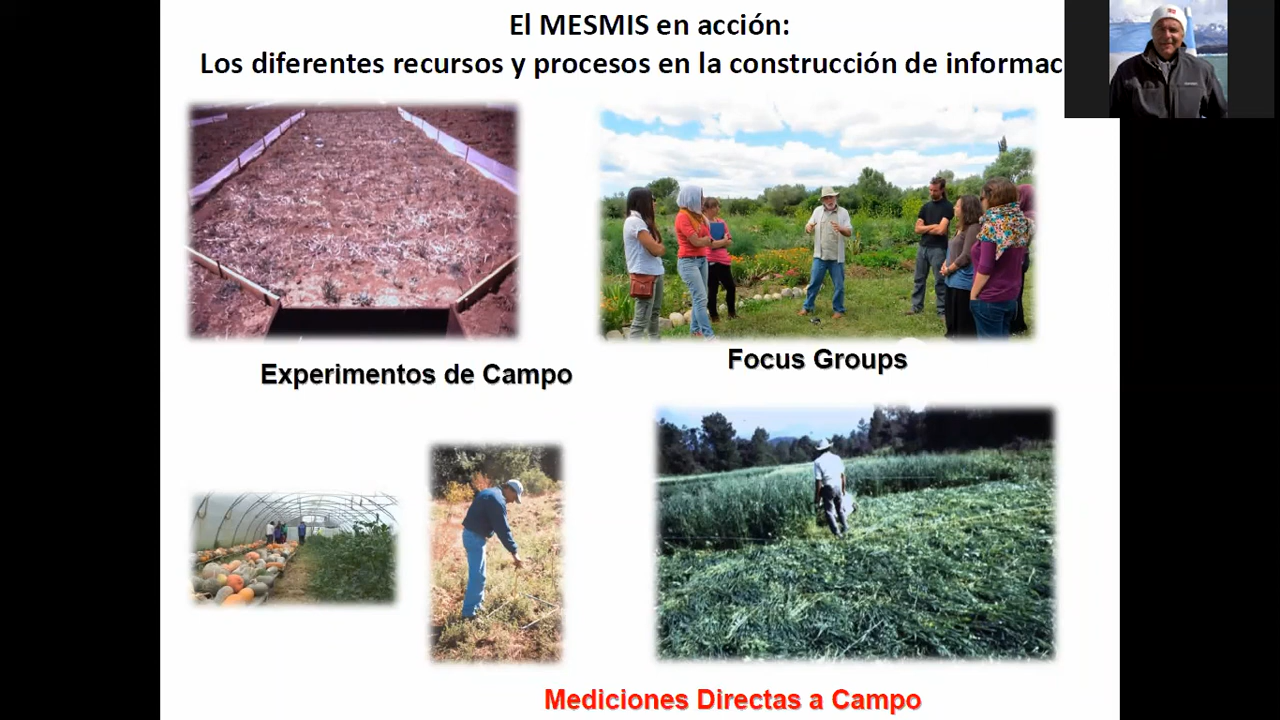 El MESMIS en acción:
Los diferentes recursos y procesos en la construcción de informac
Experimentos de Campo
Focus Groups
Mediciones Directas a Campo